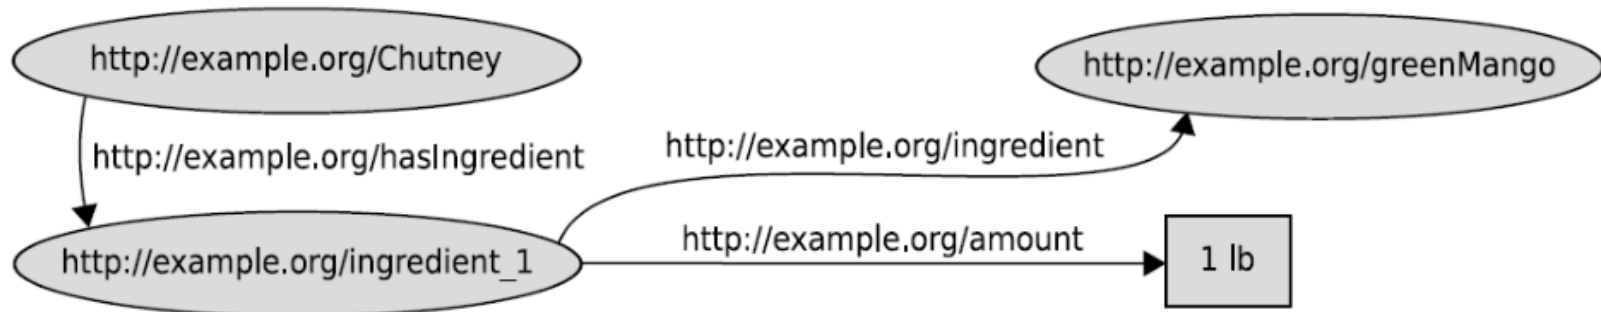 http://example.org/Chutney
http://example.org/greenMango
http://example.org/hasIngredient
http://example.org/ingredient
http://example.org/ingredient_1
http://example.org/amount
1 lb